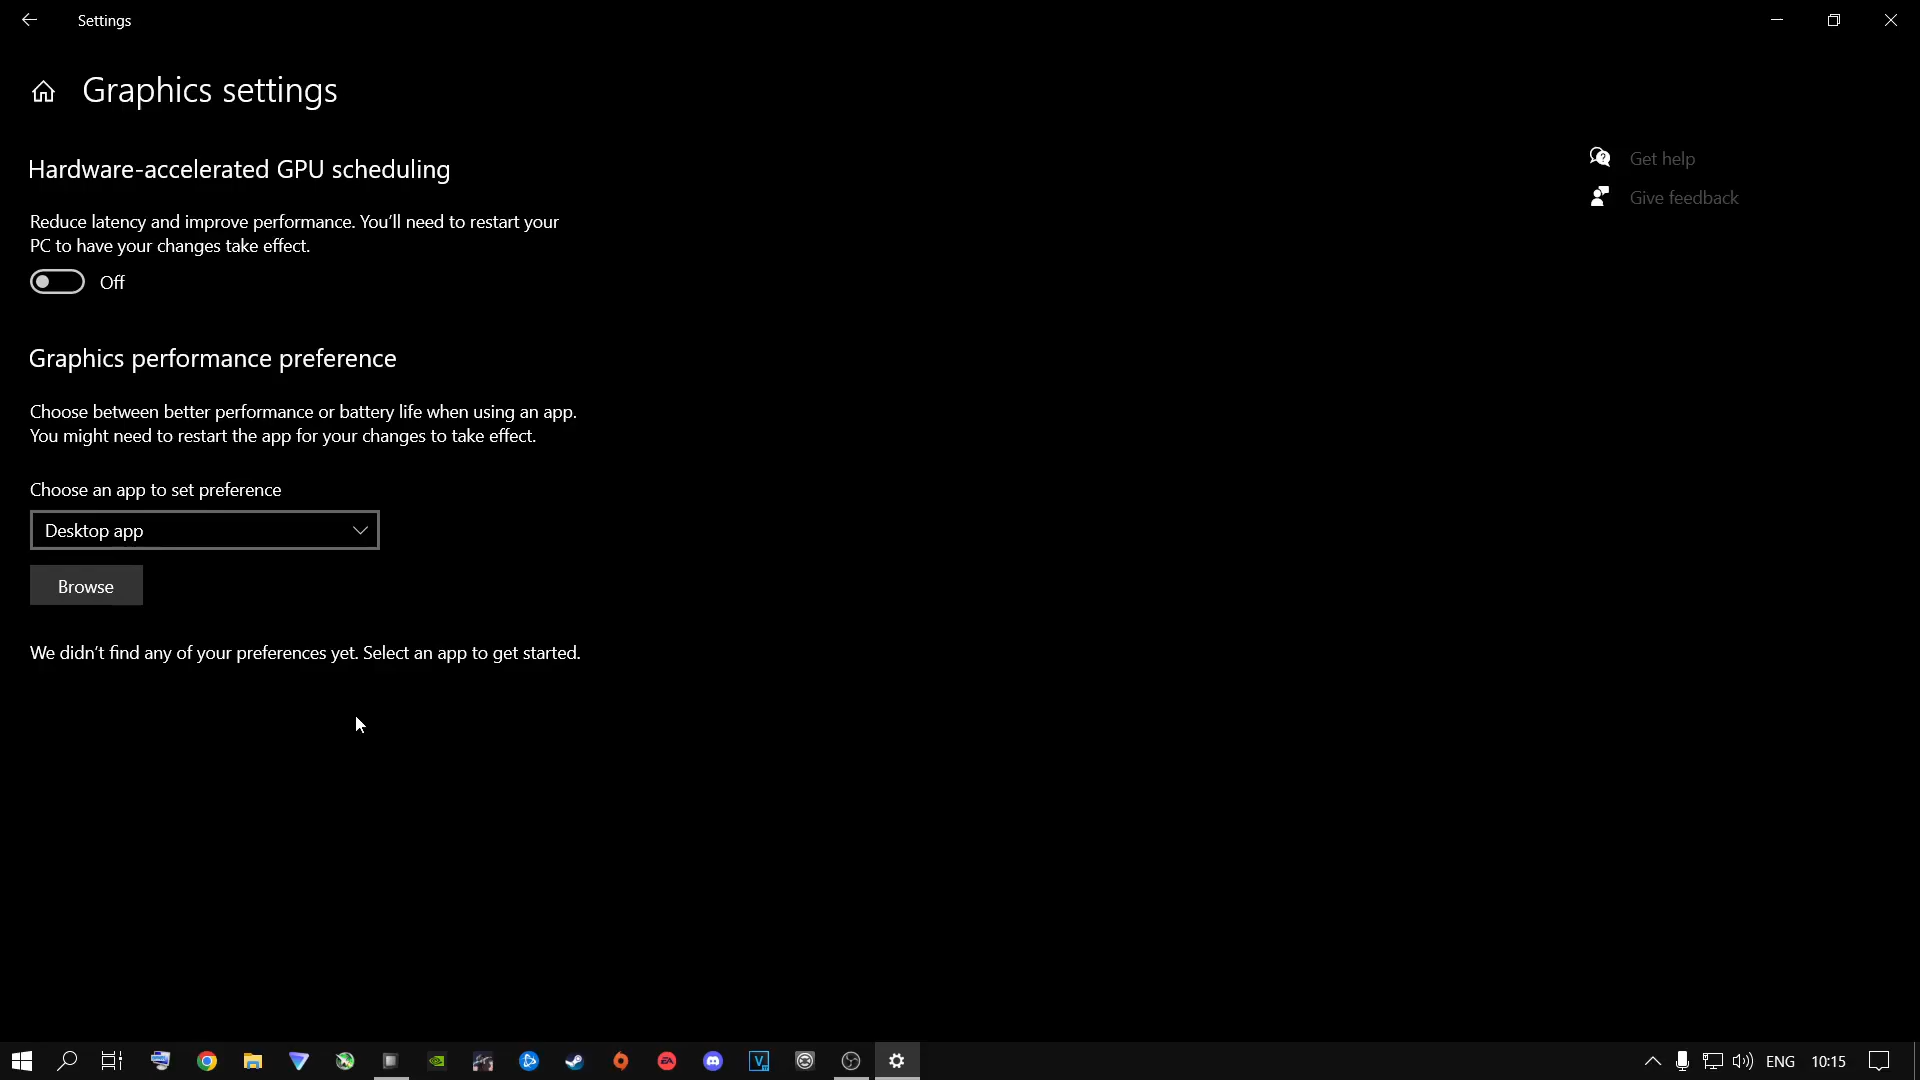 Settings
Graphics settings
Hardware-accelerated GPU scheduling
Get help
Give feedback
Reduce latency and improve performance. You'll need to restart your
PC to have your changes take effect.
Off
Graphics performance preference
Choose between better performance or battery life when using an app.
You might need to restart the app for your changes to take effect.
Choose an app to set preference
Desktop app
Browse
We didn't find any of your preferences yet. Select an app to get started.
EA
V
ENG
10:15